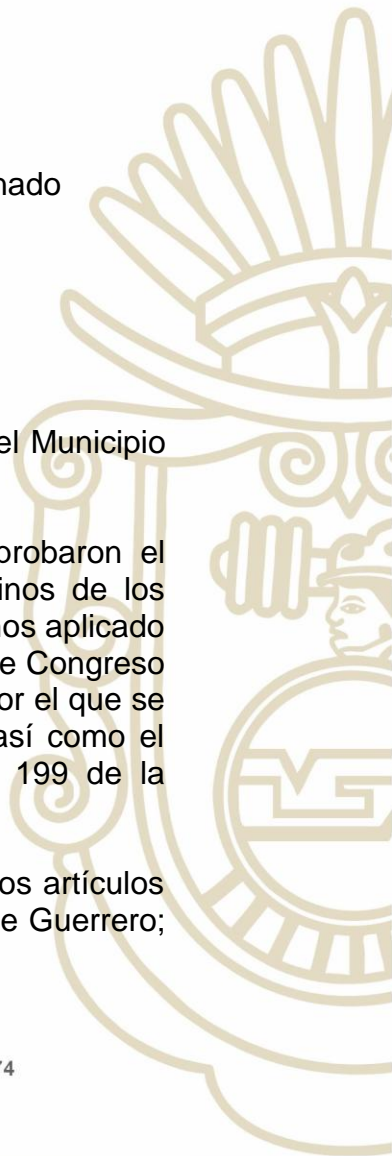 nado
el Municipio
probaron el
inos de los
nos aplicado
e Congreso
or el que se
así como el
199 de la
os artículos
e Guerrero;
74